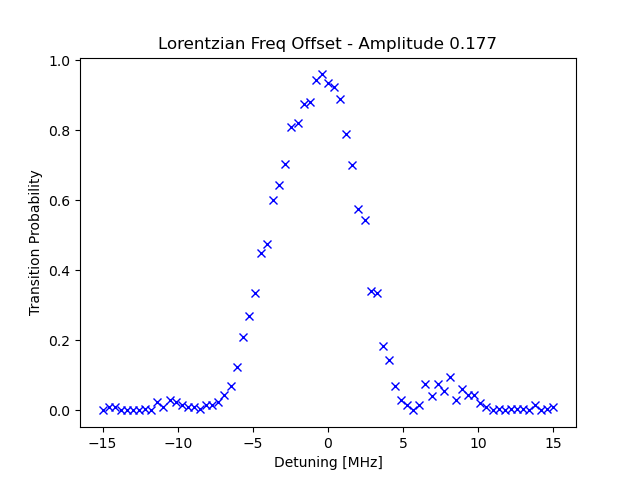 Lorentzian Freq Offset - Amplitude 0.177
1.0
0.8
0.6
0.4
0.2
0.0
Transition Probability
−15 −10 −5 0 5 10 15
Detuning [MHz]